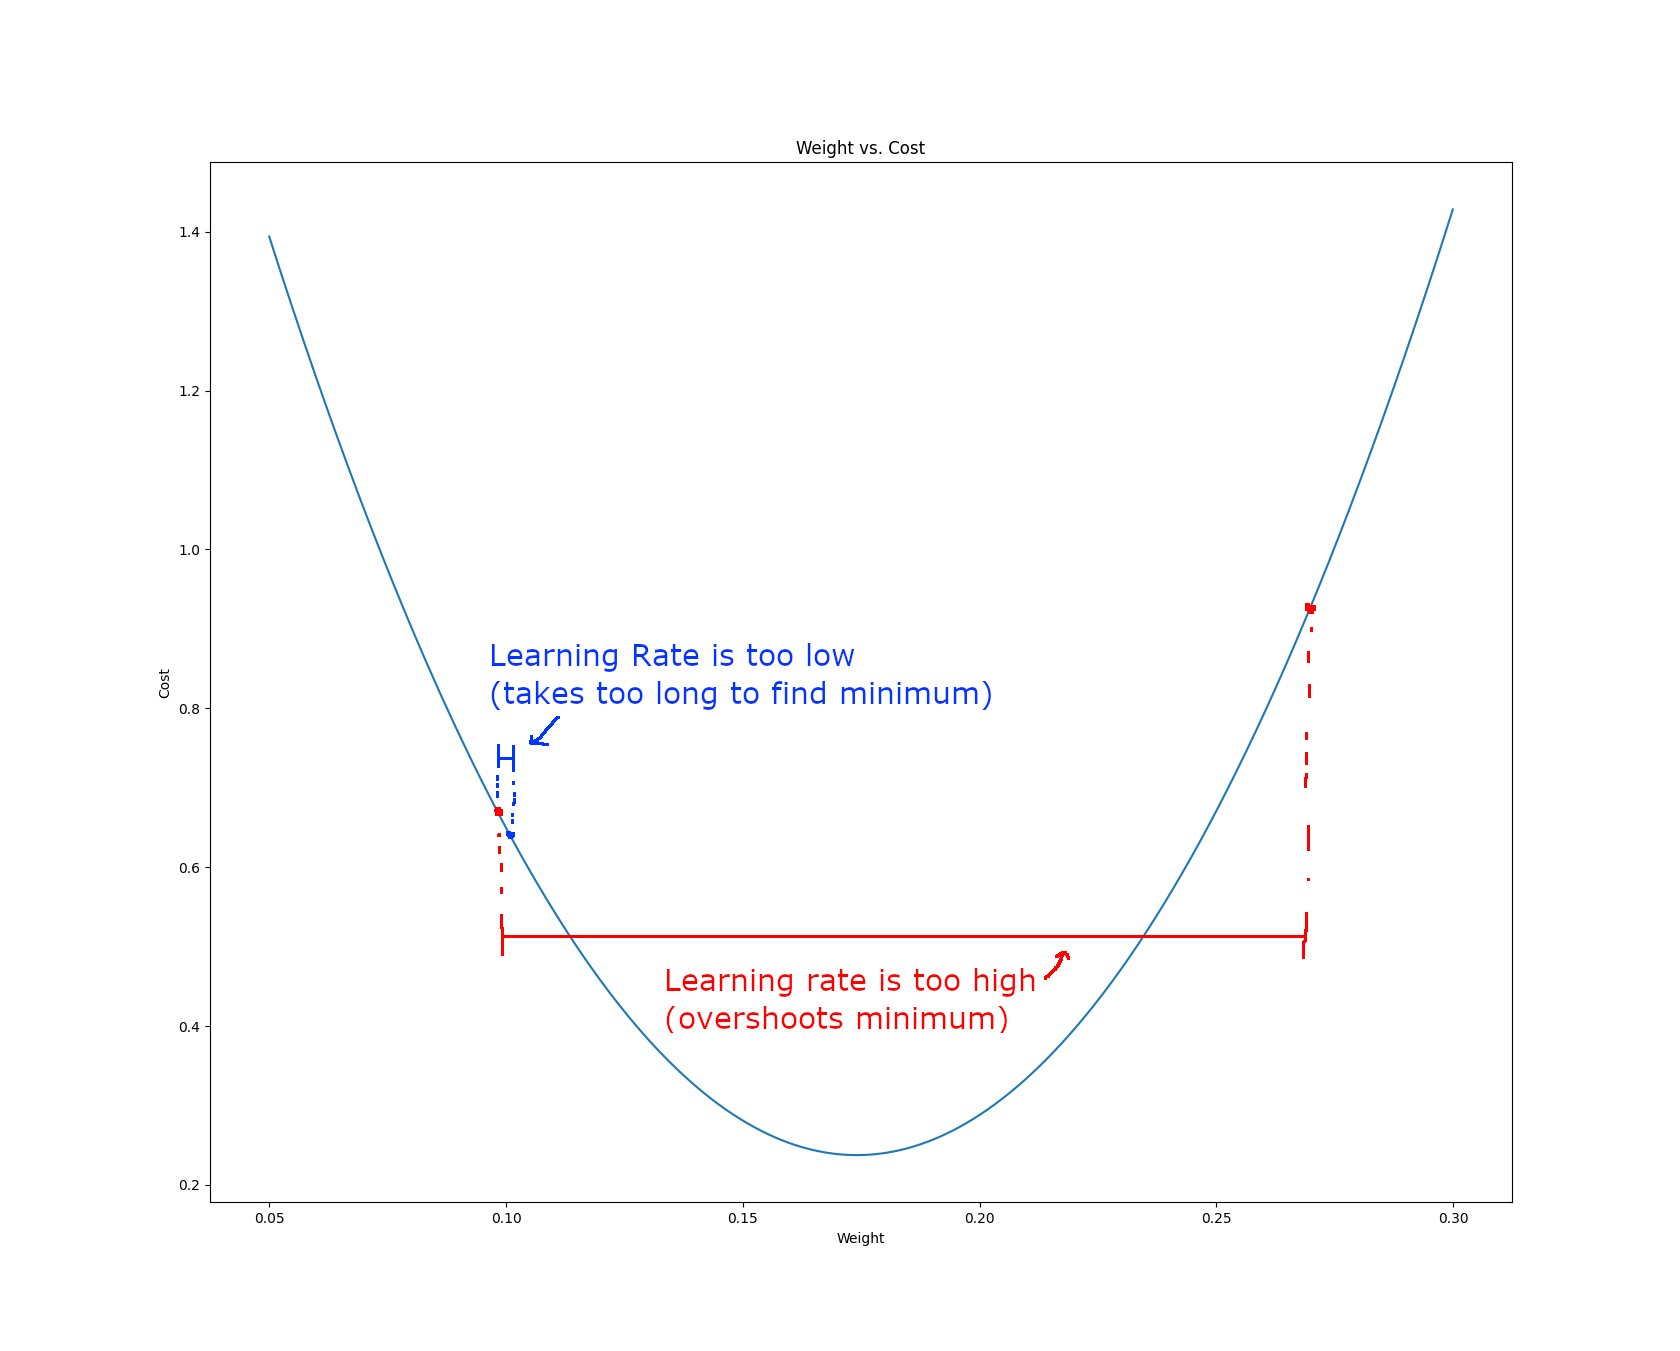 Weight vs. Cost
1.4
1.2
1.0
Learning Rate is too low
(takes too long to find minimum)
Cost
0.8
0.6
Learning rate is too high
(overshoots minimum)
0.4
0.2
0.05 0.10 0.15 0.20 0.25 0.30
Weight